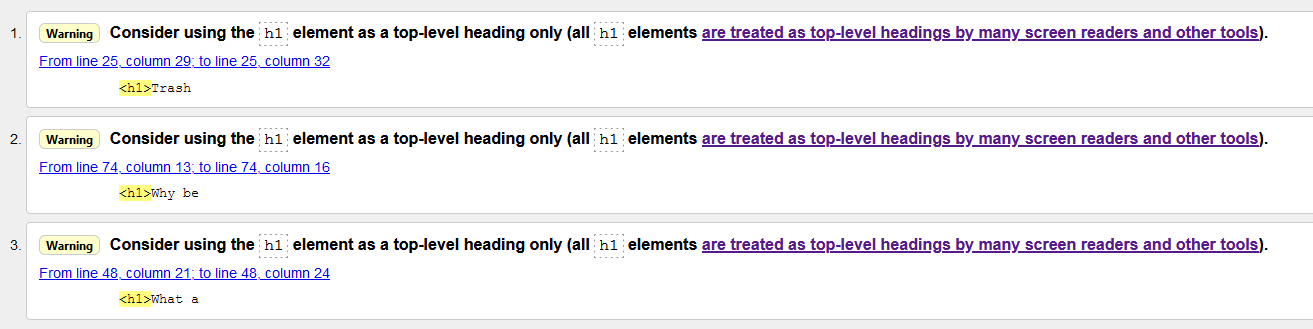 1. Warning Consider using the h1 element as a top-level heading only (all h1 elements are treated as top-level headings by many screen readers and other tools).
From line 25, column 29; to line 25, column 32
<h1>Trash
2. Warning Consider using the h1 element as a top-level heading only (all h1 elements are treated as top-level headings by many screen readers and other tools).
From line 74, column 13; to line 74, column 16
<h1>Why be
3. Warning Consider using the h1 element as a top-level heading only (all h1 elements are treated as top-level headings by many screen readers and other tools).
From line 48, column 21; to line 48, column 24
<h1>What a